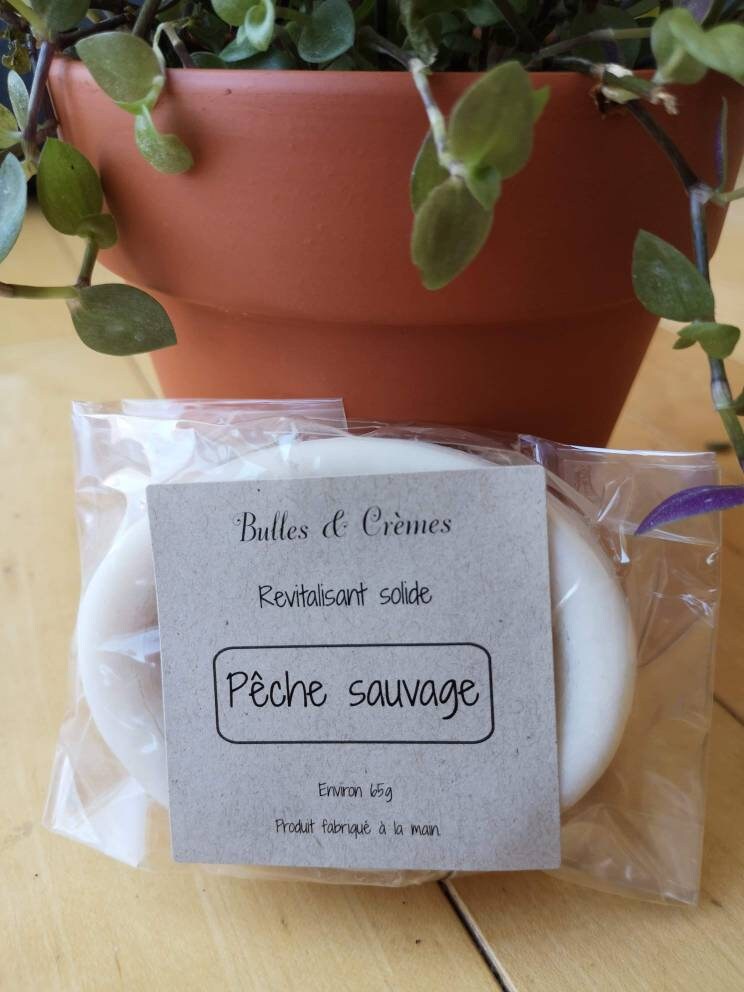 Bulles & Crèmes
Revitalisant solide
Pêche sauvage
Environ 65g
Produit fabriqué à la main